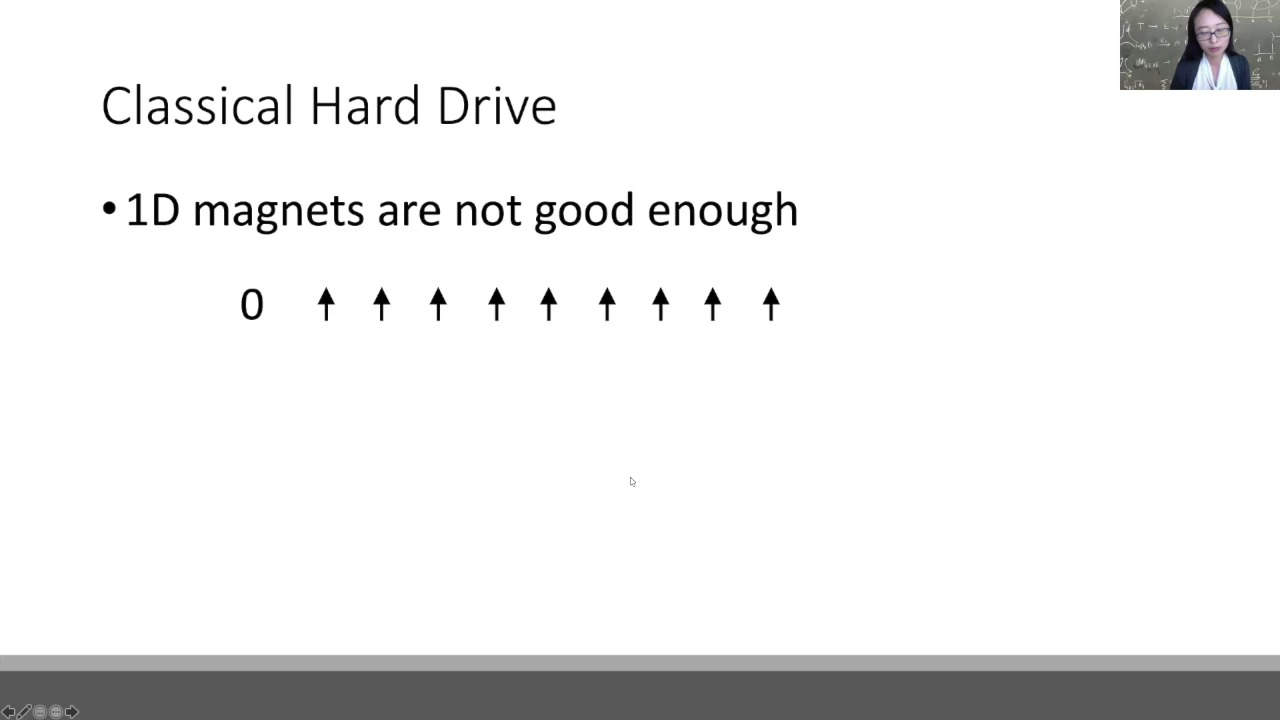 Classical Hard Drive
• 1D magnets are not good enough
0 ↑ ↑ ↑ ↑ ↑ ↑ ↑ ↑ ↑